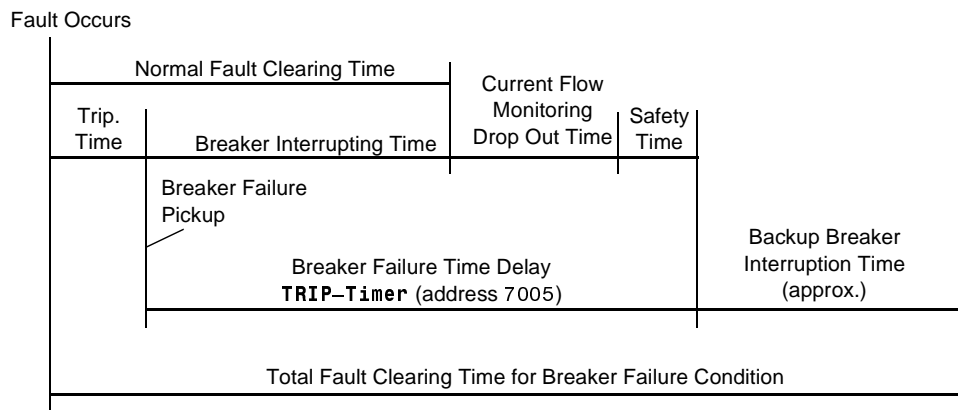 Fault Occurs
Normal Fault Clearing Time
Current Flow
Monitoring
Drop Out Time
Trip.
Time
Breaker Interrupting Time
Safety
Time
Breaker Failure
Pickup
Breaker Failure Time Delay
TRIP–Timer (address 7005)
Backup Breaker
Interruption Time
(approx.)
Total Fault Clearing Time for Breaker Failure Condition